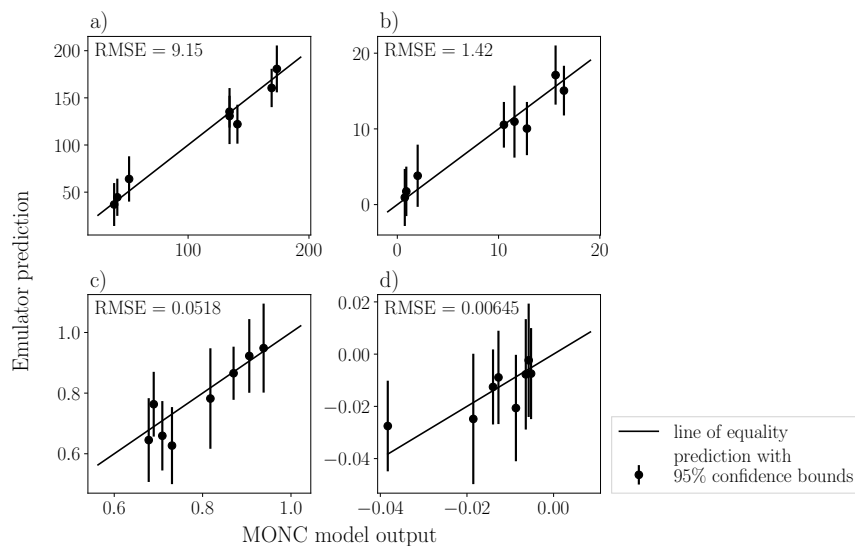 a)
RMSE = 9.15
200
150
100
50
100
200
b)
RMSE = 1.42
20
10
0
0
10
20
c)
RMSE = 0.0518
1.0
0.8
0.6
0.6
0.8
1.0
d)
RMSE = 0.00645
0.02
0.00
−0.02
−0.04
−0.04
−0.02
0.00
Emulator prediction
MONC model output
line of equality
prediction with
95% confidence bounds